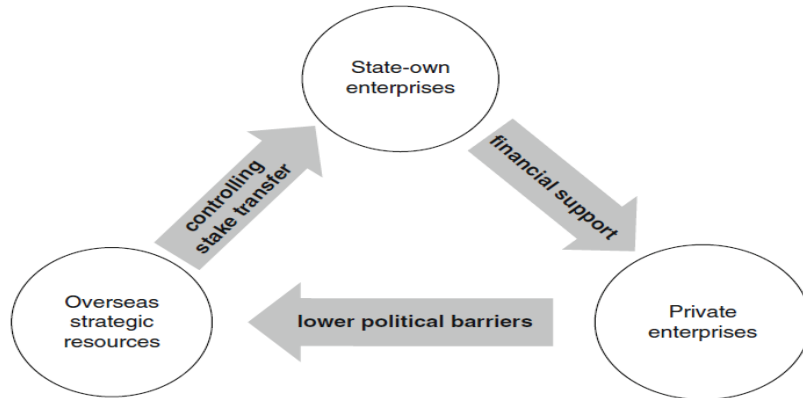 State-own
enterprises
controlling
stake transfer
financial support
Overseas
strategic
resources
lower political barriers
Private
enterprises